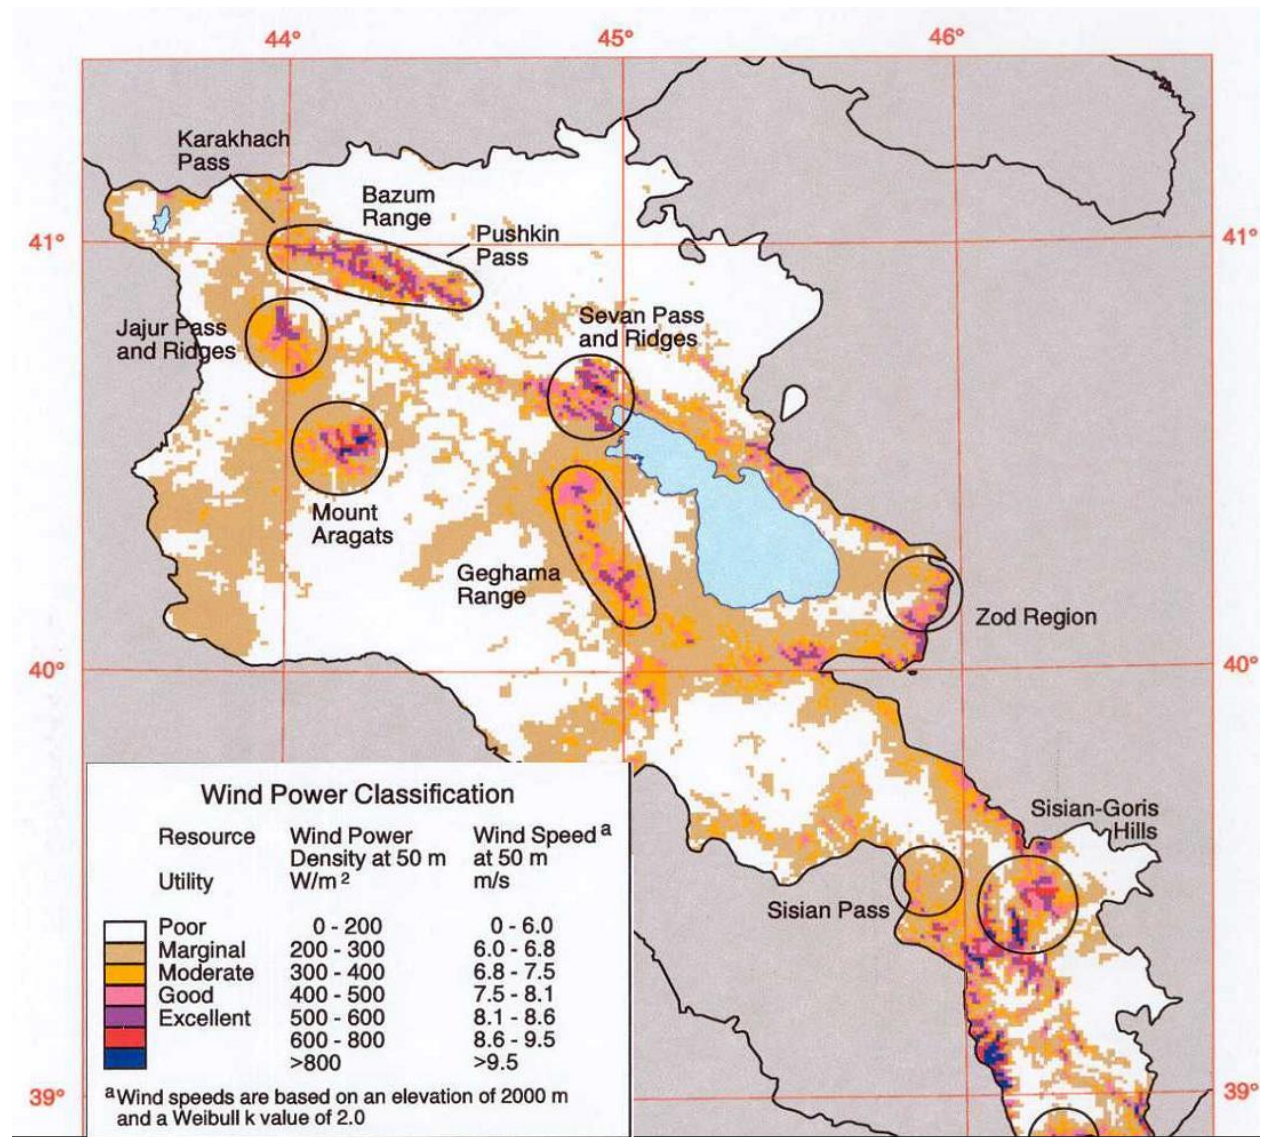 44°
45°
46°
Karakhach
Pass
Bazum
Range
Pushkin
Pass
41°
41°
Jajur Pass
and Ridges
Sevan Pass
and Ridges
Mount
Aragats
Geghama
Range
Zod Region
40°
40°
Sisian-Goris
Hills
Sisian Pass
39°
39°
Wind Power Classification
Resource Wind Power Wind Speed a
Density at 50 m at 50 m
Utility W/m 2 m/s
Poor 0 - 200 0 - 6.0
Marginal 200 - 300 6.0 - 6.8
Moderate 300 - 400 6.8 - 7.5
Good 400 - 500 7.5 - 8.1
Excellent 500 - 600 8.1 - 8.6
600 - 800 8.6 - 9.5
>800 >9.5
a Wind speeds are based on an elevation of 2000 m
and a Weibull k value of 2.0